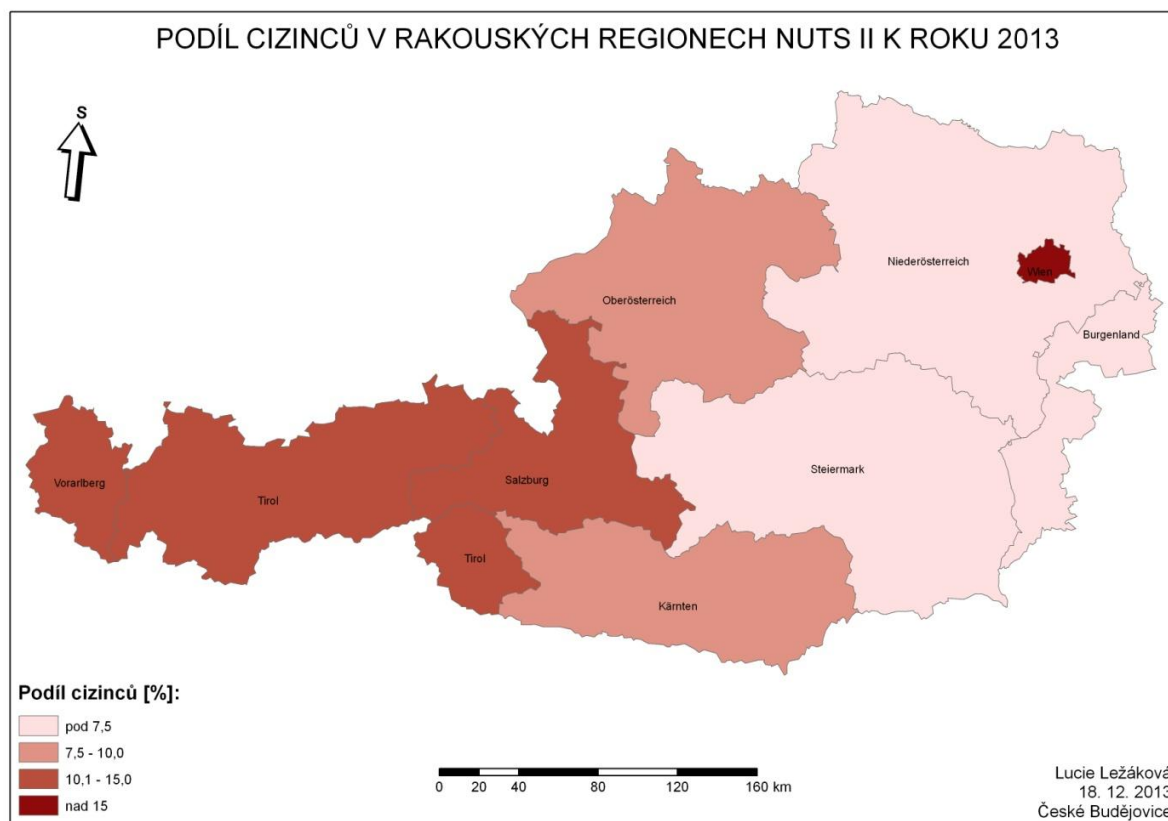 PODÍL CIZINCŮ V RAKOUSKÝCH REGIONECH NUTS II K ROKU 2013
S
Niederösterreich
Wien
Oberösterreich
Burgenland
Steiermark
Vorarlberg
Tirol
Salzburg
Tirol
Kärnten
Podíl cizinců [%]:
pod 7,5
7,5 - 10,0
10,1 - 15,0
nad 15
0 20 40 80 120 160 km
Lucie Ležáková
18. 12. 2013
České Budějovice